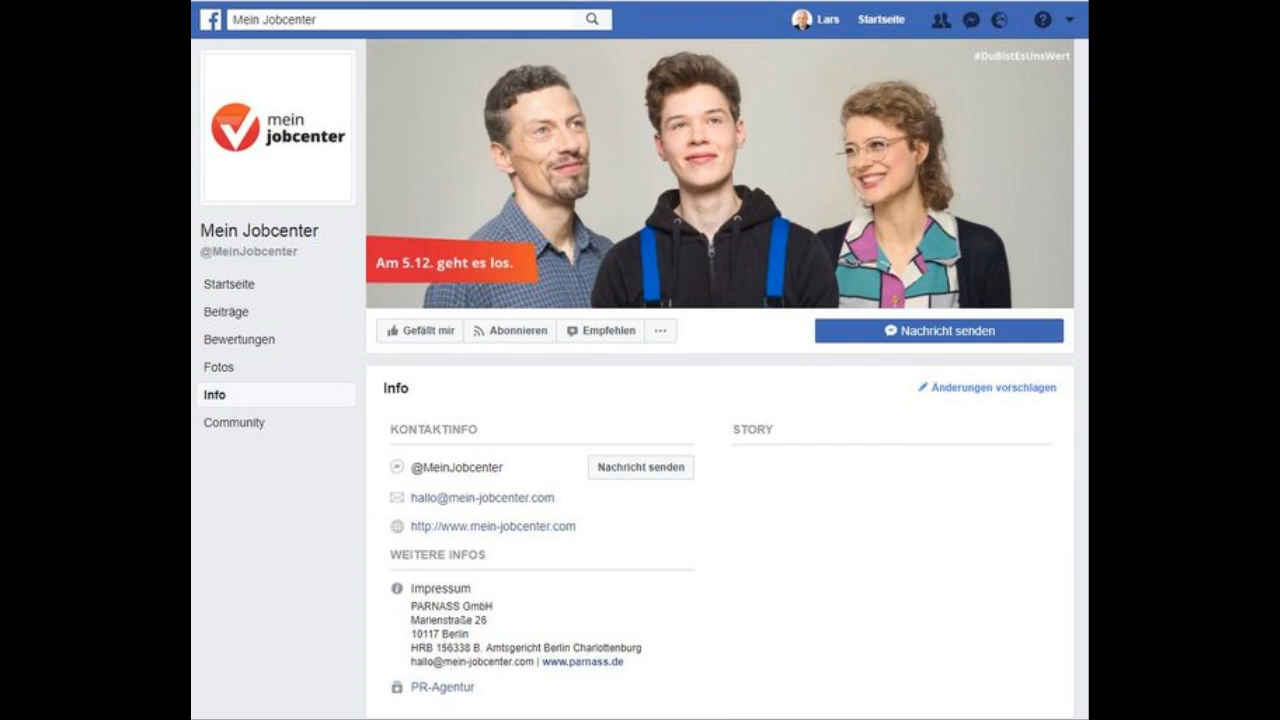 Mein Jobcenter
Lars
Startseite
#DuBistEsUnsWert
mein
jobcenter
Am 5.12. geht es los.
Mein Jobcenter
@MeinJobcenter
Startseite
Beiträge
Bewertungen
Fotos
Info
Community
Gefällt mir
Abonnieren
Empfehlen
...
Nachricht senden
Info
Änderungen vorschlagen
KONTAKTINFO
STORY
@MeinJobcenter
Nachricht senden
hallo@mein-jobcenter.com
http://www.mein-jobcenter.com
WEITERE INFOS
Impressum
PARNASS GmbH
Marienstraße 26
10117 Berlin
HRB 156338 B. Amtsgericht Berlin Charlottenburg
hallo@mein-jobcenter.com | www.parnass.de
PR-Agentur